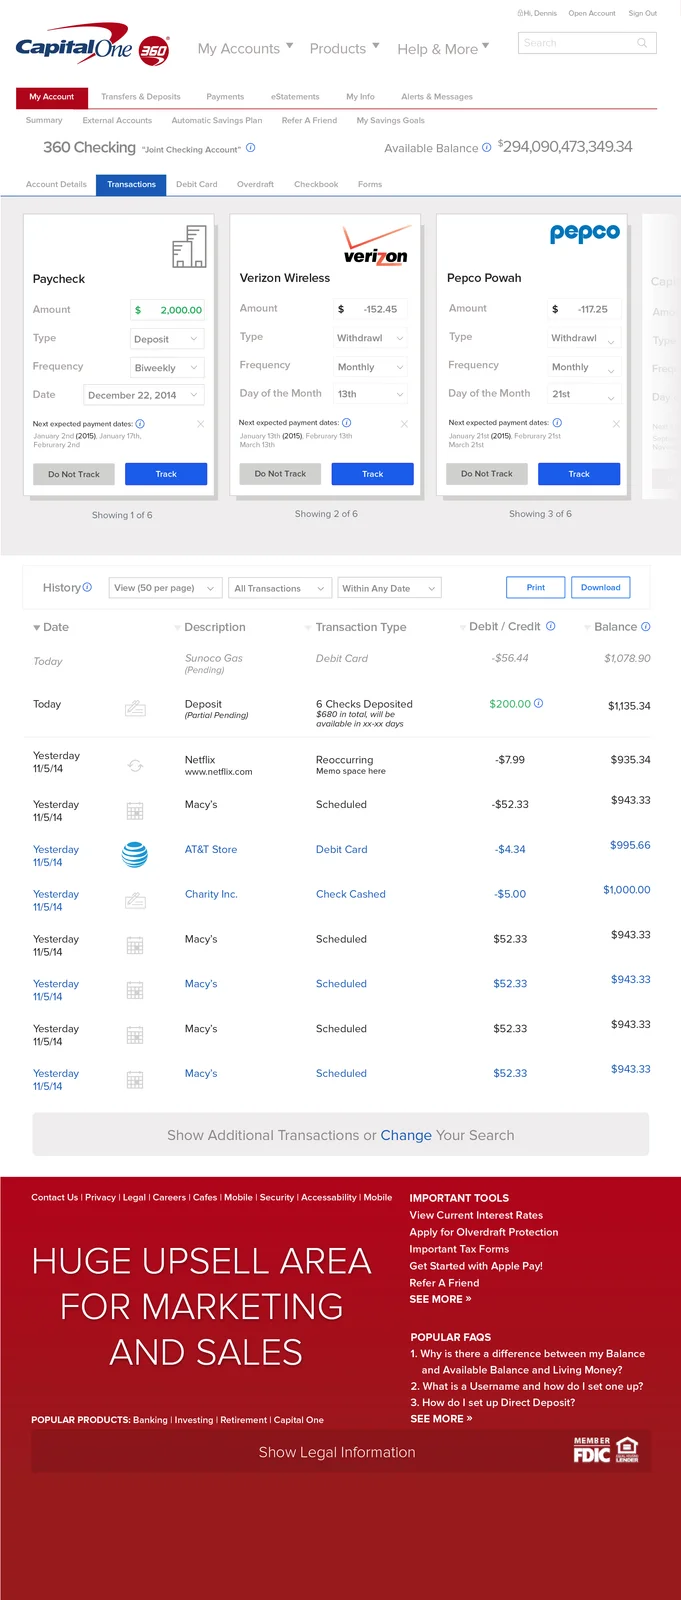 Hi, Dennis Open Account Sign Out
CapitalOne 360
My Accounts Products Help & More
Search
My Account Transfers & Deposits Payments eStatements My Info Alerts & Messages
Summary External Accounts Automatic Savings Plan Refer A Friend My Savings Goals
360 Checking "Joint Checking Account" Available Balance $294,090,473,349.34
Account Details Transactions Debit Card Overdraft Checkbook Forms
Paycheck
Amount $ 2,000.00
Type Deposit
Frequency Biweekly
Date December 22, 2014
Next expected payment dates:
January 2nd (2015), January 17th,
Februrary 2nd
Do Not Track Track
Showing 1 of 6
verizon
Verizon Wireless
Amount $ -152.45
Type Withdrawl
Frequency Monthly
Day of the Month 13th
Next expected payment dates:
January 13th (2015), Februrary 13th
March 13th
Do Not Track Track
Showing 2 of 6
pepco
Pepco Powah
Amount $ -117.25
Type Withdrawl
Frequency Monthly
Day of the Month 21st
Next expected payment dates:
January 21st (2015), Februrary 21st
March 21st
Do Not Track Track
Showing 3 of 6
History View (50 per page) All Transactions Within Any Date Print Download
Date Description Transaction Type Debit / Credit Balance
Today Sunoco Gas Debit Card -$56.44 $1,078.90
(Pending)
Today Deposit 6 Checks Deposited $200.00 $1,135.34
(Partial Pending) $680 in total, will be
available in xx-xx days
Yesterday Netflix Reoccurring -$7.99 $935.34
11/5/14 www.netflix.com Memo space here
Yesterday Macy's Scheduled -$52.33 $943.33
11/5/14
Yesterday AT&T Store Debit Card -$4.34 $995.66
11/5/14
Yesterday Charity Inc. Check Cashed -$5.00 $1,000.00
11/5/14
Yesterday Macy's Scheduled $52.33 $943.33
11/5/14
Yesterday Macy's Scheduled $52.33 $943.33
11/5/14
Yesterday Macy's Scheduled $52.33 $943.33
11/5/14
Yesterday Macy's Scheduled $52.33 $943.33
11/5/14
Show Additional Transactions or Change Your Search
Contact Us | Privacy | Legal | Careers | Cafes | Mobile | Security | Accessability | Mobile
HUGE UPSELL AREA
FOR MARKETING
AND SALES
POPULAR PRODUCTS: Banking | Investing | Retirement | Capital One
IMPORTANT TOOLS
View Current Interest Rates
Apply for Olverdraft Protection
Important Tax Forms
Get Started with Apple Pay!
Refer A Friend
SEE MORE »
POPULAR FAQS
1. Why is there a difference between my Balance
and Available Balance and Living Money?
2. What is a Username and how do I set one up?
3. How do I set up Direct Deposit?
SEE MORE »
Show Legal Information
MEMBER
FDIC
LENDER